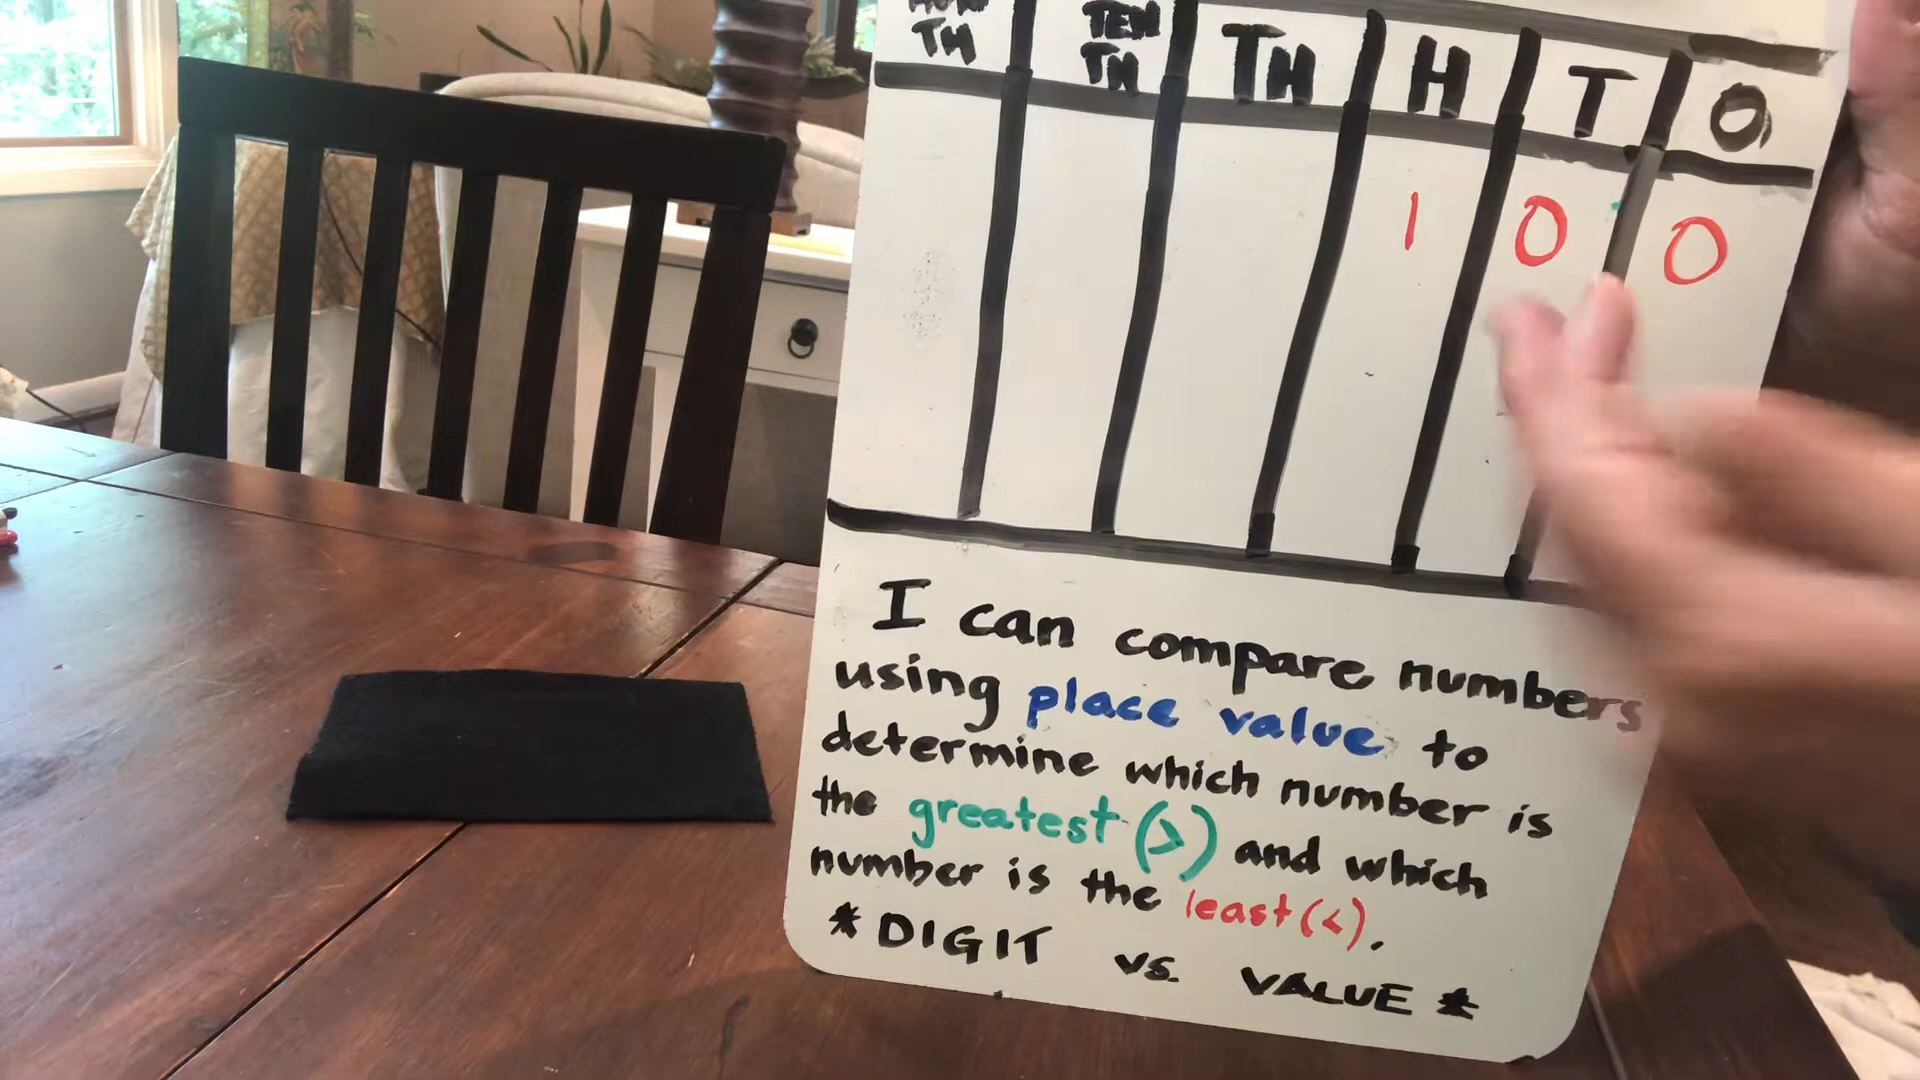 TH TEN TH TH H T O
1 0 0
I can compare numbers
using place value to
determine which number is
the greatest (>) and which
number is the least (<).
* DIGIT vs. VALUE *